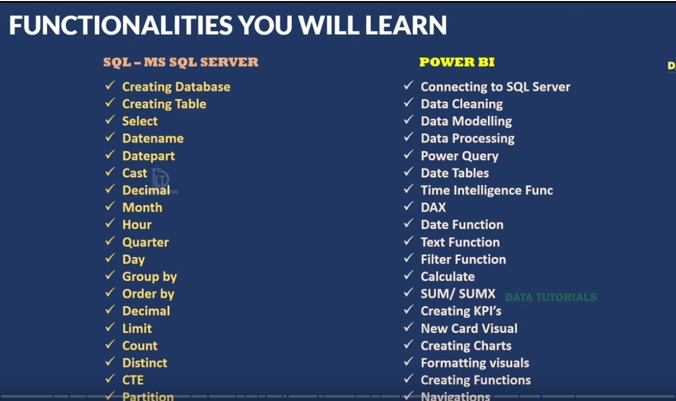 FUNCTIONALITIES YOU WILL LEARN
SQL – MS SQL SERVER
Creating Database
Creating Table
Select
Datename
Datepart
Cast
Decimal
Month
Hour
Quarter
Day
Group by
Order by
Decimal
Limit
Count
Distinct
CTE
Partition
POWER BI
Connecting to SQL Server
Data Cleaning
Data Modelling
Data Processing
Power Query
Date Tables
Time Intelligence Func
DAX
Date Function
Text Function
Filter Function
Calculate
SUM/ SUMX
Creating KPI's
New Card Visual
Creating Charts
Formatting visuals
Creating Functions
Navigations
DATA TUTORIALS
D